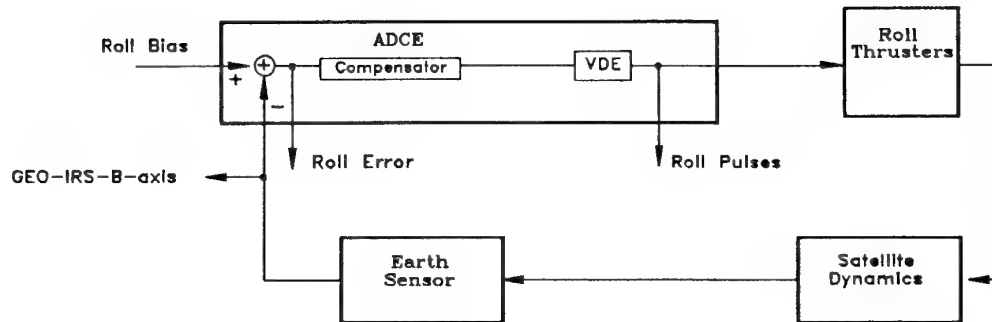 Roll Bias
ADCE
Roll
Thrusters
+
+
Compensator
VDE
−
Roll Error
Roll Pulses
GEO-IRS-B-axis
Earth
Sensor
Satellite
Dynamics